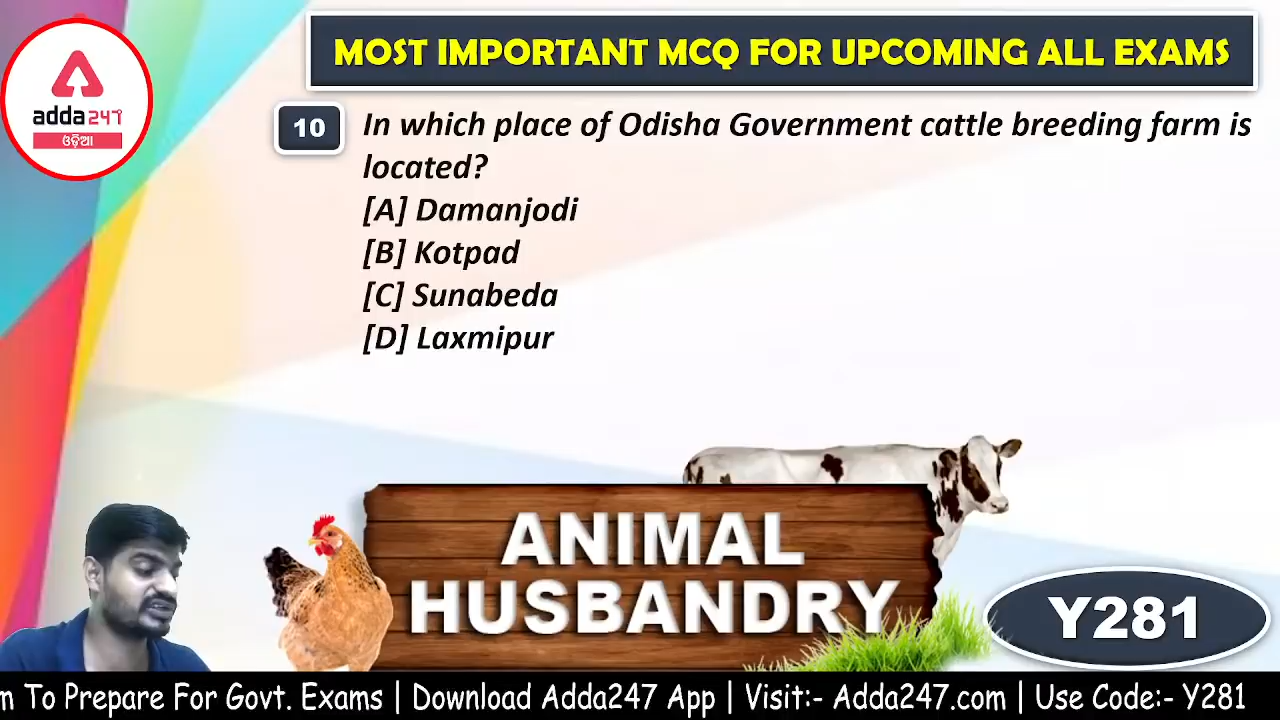 MOST IMPORTANT MCQ FOR UPCOMING ALL EXAMS
adda247
ଓଡ଼ିଆ
10
In which place of Odisha Government cattle breeding farm is
located?
[A] Damanjodi
[B] Kotpad
[C] Sunabeda
[D] Laxmipur
ANIMAL
HUSBANDRY
Y281
m To Prepare For Govt. Exams | Download Adda247 App | Visit:- Adda247.com | Use Code:- Y281